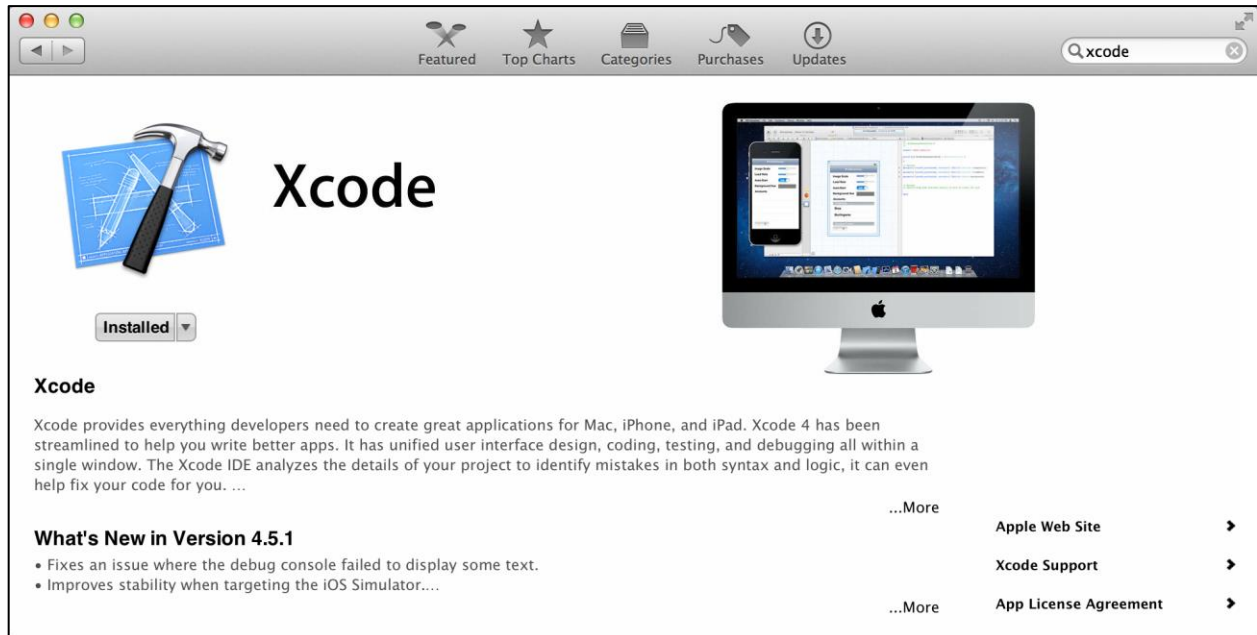 Featured
Top Charts
Categories
Purchases
Updates
xcode
Xcode
Installed
Xcode
Xcode provides everything developers need to create great applications for Mac, iPhone, and iPad. Xcode 4 has been
streamlined to help you write better apps. It has unified user interface design, coding, testing, and debugging all within a
single window. The Xcode IDE analyzes the details of your project to identify mistakes in both syntax and logic, it can even
help fix your code for you. ...
...More
What's New in Version 4.5.1
• Fixes an issue where the debug console failed to display some text.
• Improves stability when targeting the iOS Simulator....
...More
Apple Web Site
Xcode Support
App License Agreement